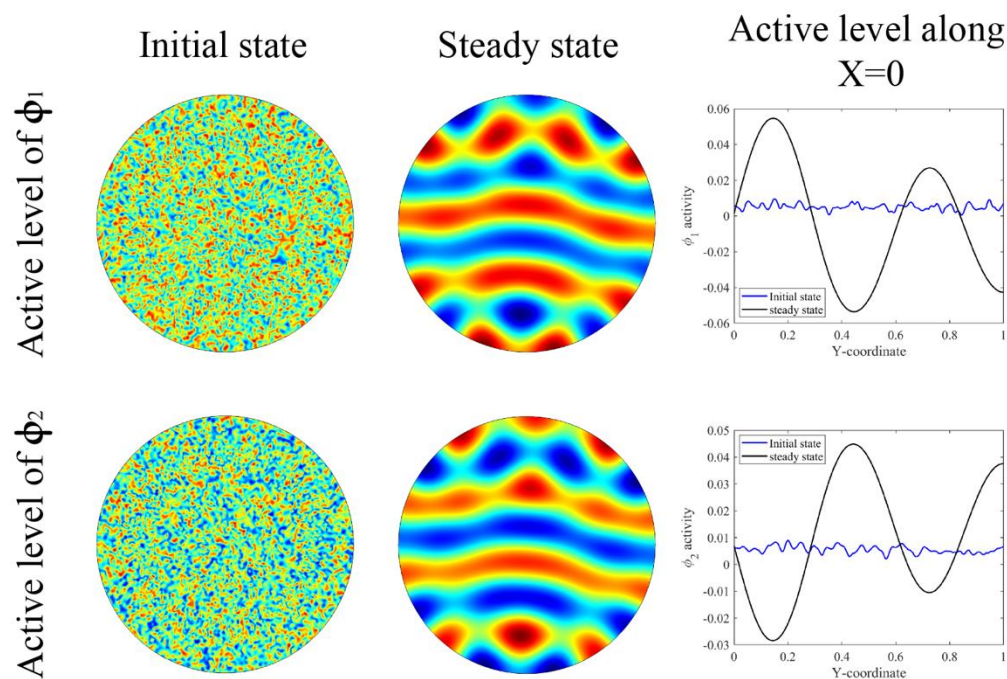 Initial state
Steady state
Active level along
X=0
Active level of ϕ1
0.06
0.04
0.02
0
-0.02
-0.04
-0.06
ϕ1 activity
Initial state
steady state
0
0.2
0.4
0.6
0.8
1
Y-coordinate
Active level of ϕ2
0.05
0.04
0.03
0.02
0.01
0
-0.01
-0.02
-0.03
ϕ2 activity
Initial state
steady state
0
0.2
0.4
0.6
0.8
1
Y-coordinate